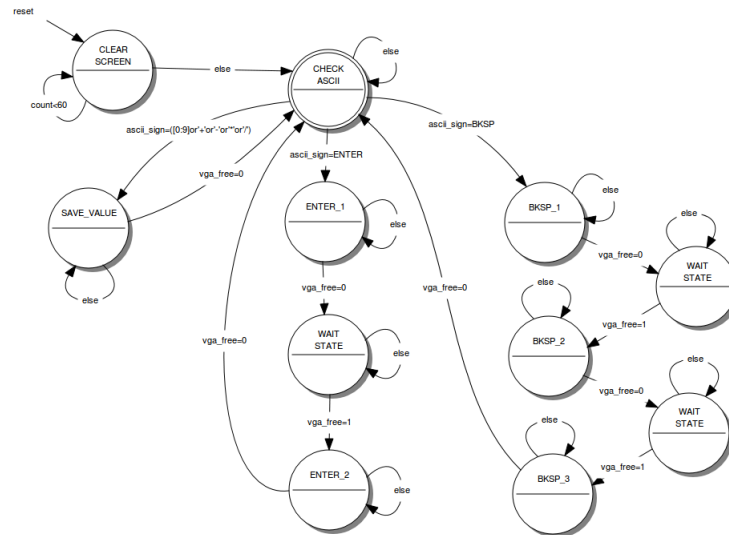 reset
CLEAR
SCREEN
else
CHECK
ASCII
else
count<60
ascii_sign=([0:9]or'+'or'-'or'*'or'/')
ascii_sign=BKSP
ascii_sign=ENTER
vga_free=0
SAVE_VALUE
else
ENTER_1
else
BKSP_1
else
vga_free=0
else
WAIT
STATE
vga_free=0
vga_free=0
else
vga_free=1
WAIT
STATE
else
vga_free=0
BKSP_2
vga_free=0
else
WAIT
STATE
vga_free=1
else
vga_free=1
ENTER_2
else
BKSP_3